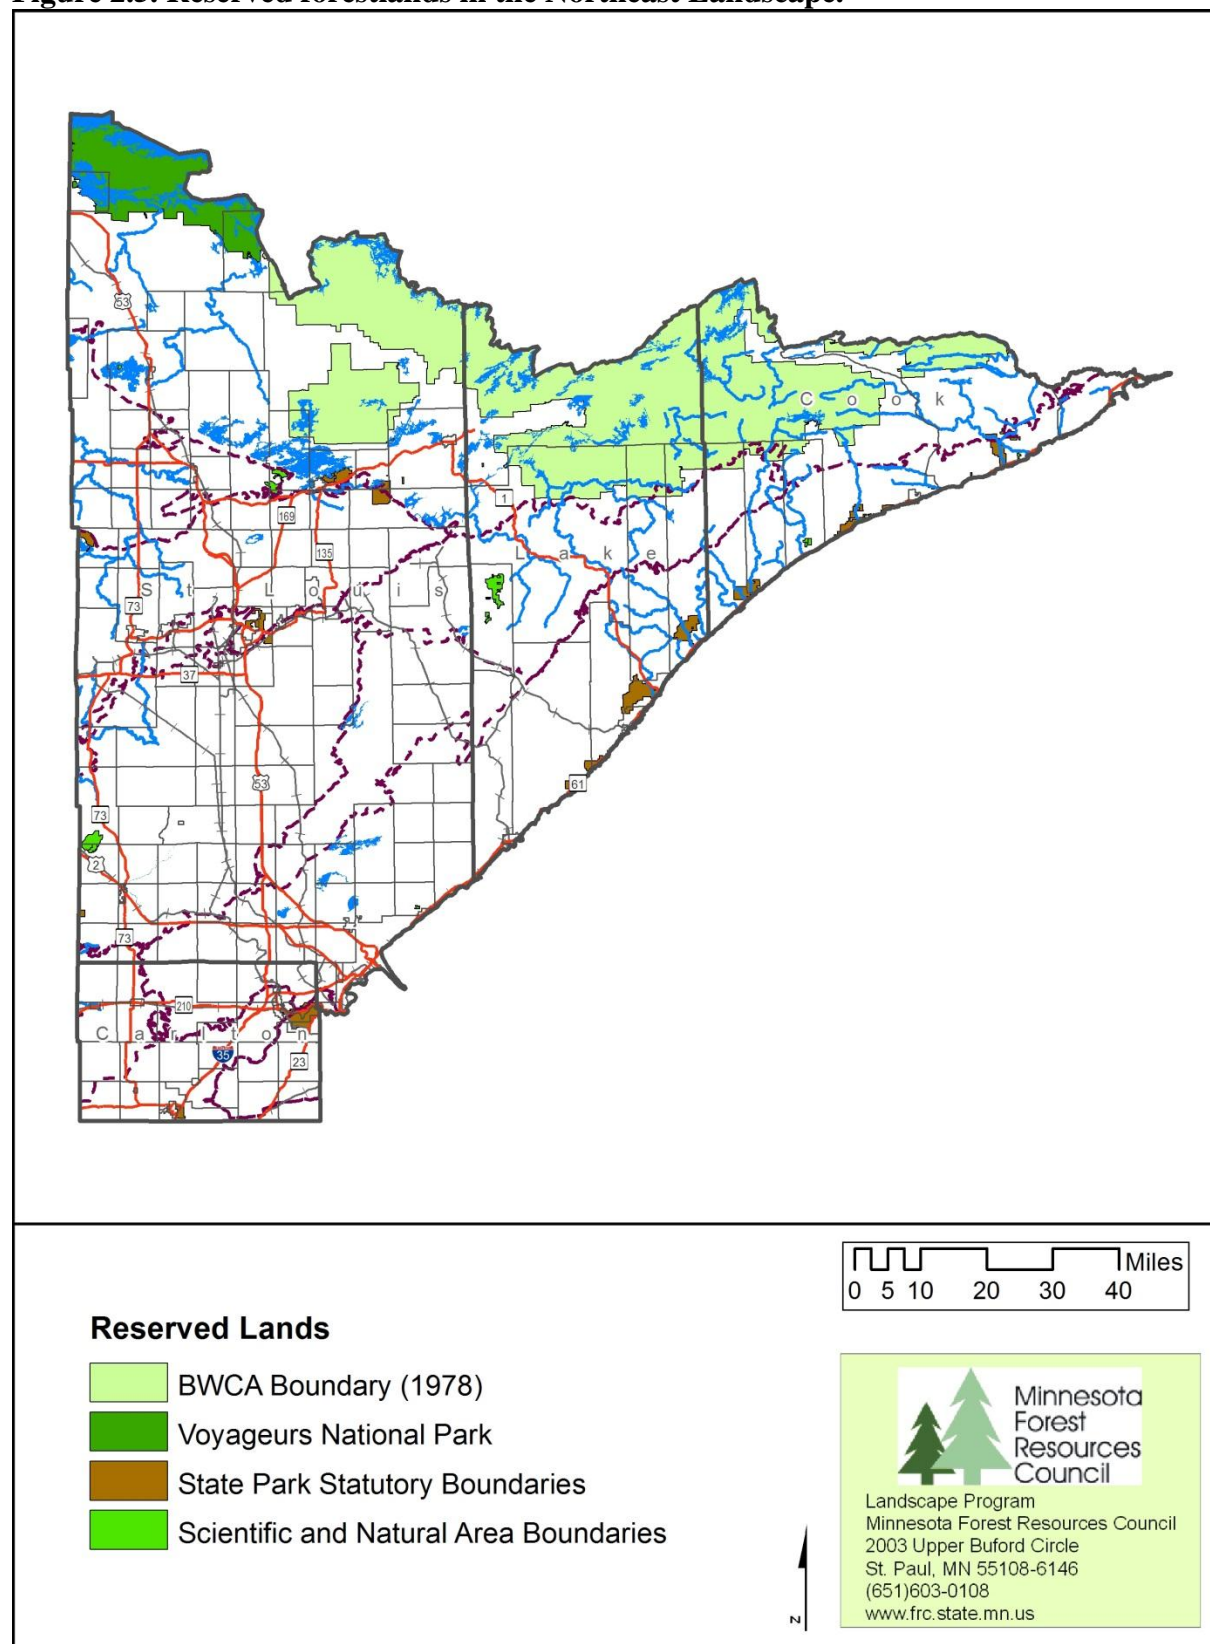 Figure 2.5: Reserved forestlands in the Northeast Landscape.
53
Cook
1
169
135
Lake
St. Louis
73
37
53
61
73
2
73
210
Carlton
35
23
Miles
0 5 10 20 30 40
Reserved Lands
BWCA Boundary (1978)
Voyageurs National Park
State Park Statutory Boundaries
Scientific and Natural Area Boundaries
Minnesota
Forest
Resources
Council
Landscape Program
Minnesota Forest Resources Council
2003 Upper Buford Circle
St. Paul, MN 55108-6146
(651)603-0108
www.frc.state.mn.us
N